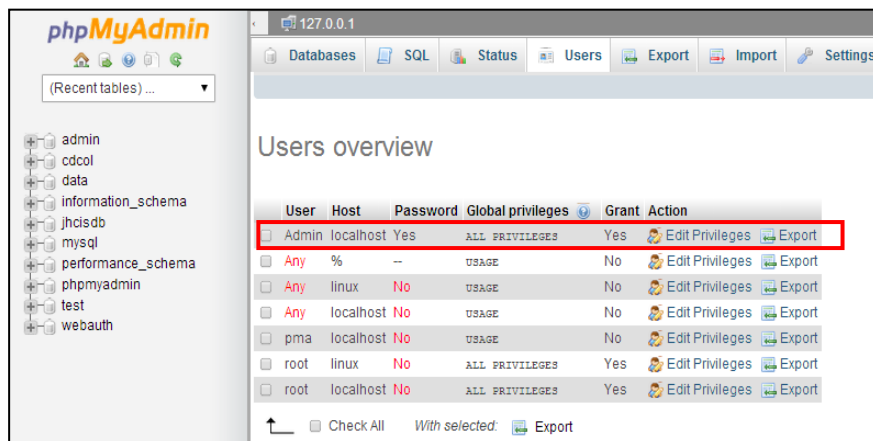 phpMyAdmin
(Recent tables) ...
admin
cdcol
data
information_schema
jhcisdb
mysql
performance_schema
phpmyadmin
test
webauth
127.0.0.1
Databases SQL Status Users Export Import Settings
Users overview
User Host Password Global privileges Grant Action
Admin localhost Yes ALL PRIVILEGES Yes Edit Privileges Export
Any % -- USAGE No Edit Privileges Export
Any linux No USAGE No Edit Privileges Export
Any localhost No USAGE No Edit Privileges Export
pma localhost No USAGE No Edit Privileges Export
root linux No ALL PRIVILEGES Yes Edit Privileges Export
root localhost No ALL PRIVILEGES Yes Edit Privileges Export
Check All With selected: Export